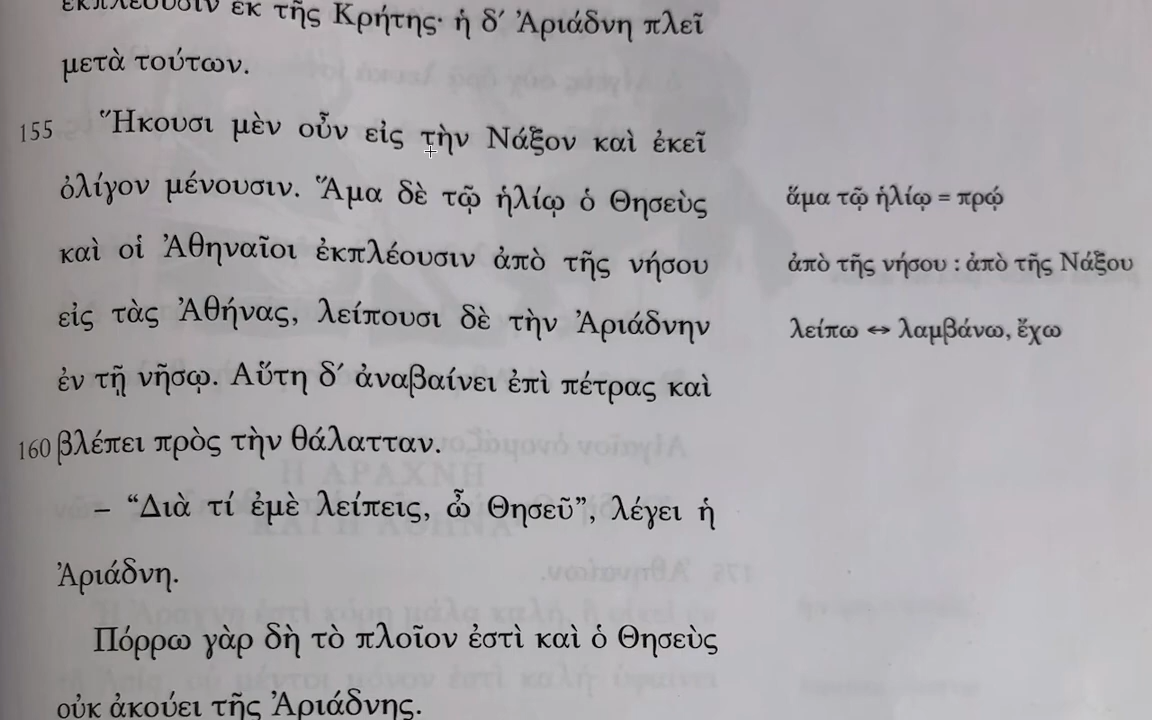 ἐκπλέουσιν ἐκ τῆς Κρήτης· ἡ δ’ Ἀριάδνη πλεῖ
μετὰ τούτων.
155 Ἥκουσι μὲν οὖν εἰς τὴν Νάξον καὶ ἐκεῖ
ὀλίγον μένουσιν. Ἅμα δὲ τῷ ἡλίῳ ὁ Θησεὺς
ἅμα τῷ ἡλίῳ = πρῴ
καὶ οἱ Ἀθηναῖοι ἐκπλέουσιν ἀπὸ τῆς νήσου
ἀπὸ τῆς νήσου : ἀπὸ τῆς Νάξου
εἰς τὰς Ἀθήνας, λείπουσι δὲ τὴν Ἀριάδνην
λείπω ↔ λαμβάνω, ἔχω
ἐν τῇ νῆσῳ. Αὕτη δ’ ἀναβαίνει ἐπὶ πέτρας καὶ
160 βλέπει πρὸς τὴν θάλατταν.
– “Διὰ τί ἐμὲ λείπεις, ὦ Θησεῦ”, λέγει ἡ
Ἀριάδνη.
Πόρρω γὰρ δὴ τὸ πλοῖον ἐστὶ καὶ ὁ Θησεὺς
οὐκ ἀκούει τῆς Ἀριάδνης.